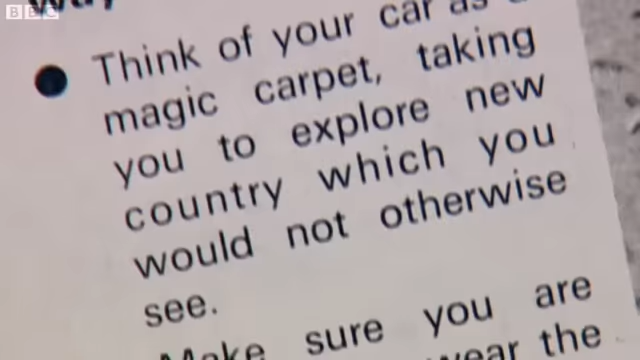 BBC
● Think of your car as a
magic carpet, taking
you to explore new
country which you
would not otherwise
see.
Make sure you are
wear the